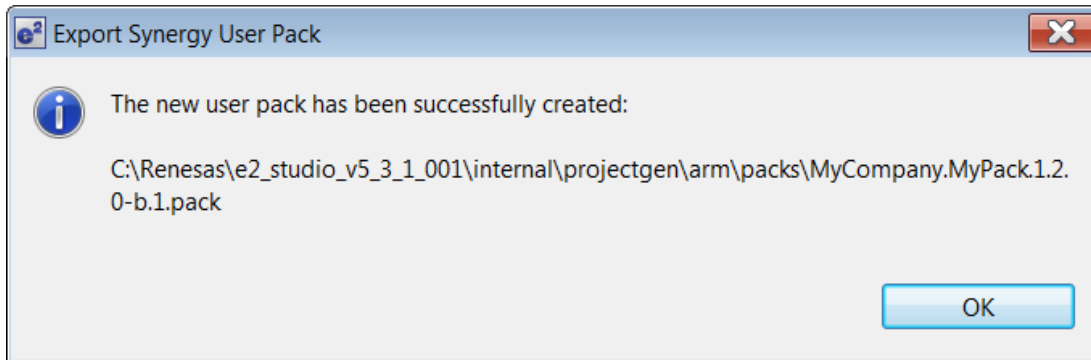 e² Export Synergy User Pack
The new user pack has been successfully created:
C:\Renesas\e2_studio_v5_3_1_001\internal\projectgen\arm\packs\MyCompany.MyPack.1.2.
0-b.1.pack
OK